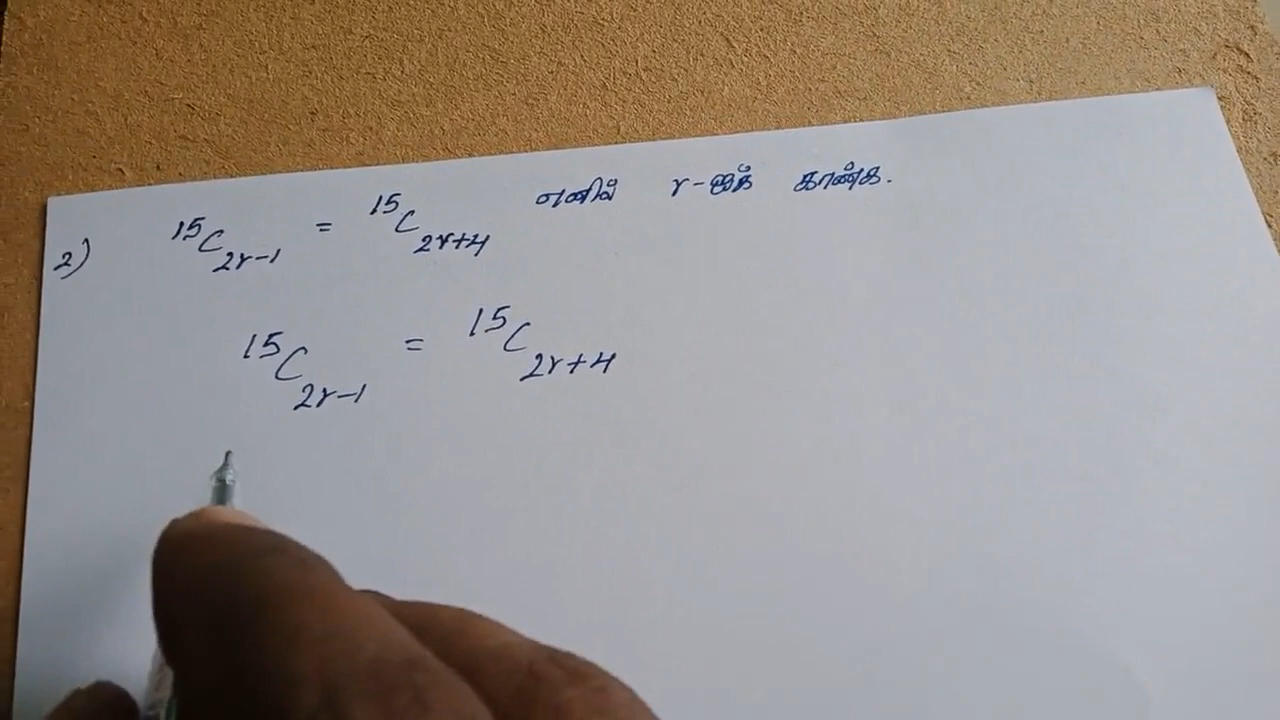 2) ¹⁵C₂ᵣ₋₁ = ¹⁵C₂ᵣ₊₄ எனில் r-ஐக் காண்க.
¹⁵C₂ᵣ₋₁ = ¹⁵C₂ᵣ₊₄